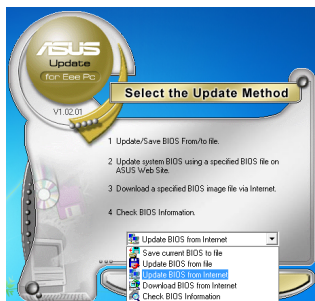 ASUS
Update
for Eee Pc
V1.02.01
Select the Update Method
1 Update/Save BIOS From/to file.
2 Update system BIOS using a specified BIOS file on
ASUS Web Site.
3 Download a specified BIOS image file via Internet.
4 Check BIOS Information.
Update BIOS from Internet
Save current BIOS to file
Update BIOS from file
Update BIOS from Internet
Download BIOS from Internet
Check BIOS Information